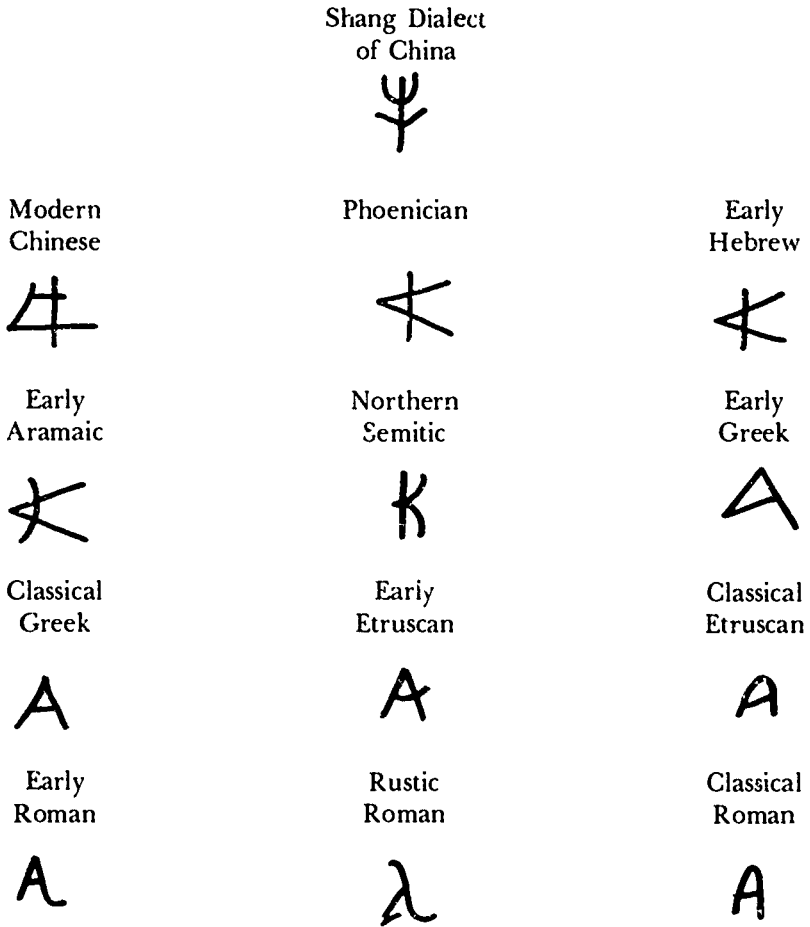 Shang Dialect
of China
Modern
Chinese
Phoenician
Early
Hebrew
Early
Aramaic
Northern
Semitic
Early
Greek
Classical
Greek
Early
Etruscan
Classical
Etruscan
Early
Roman
Rustic
Roman
Classical
Roman